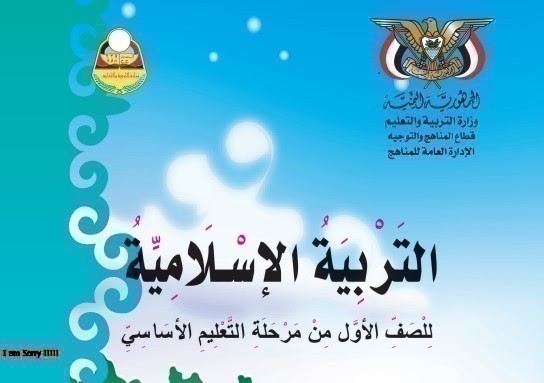 الجمهورية اليمنية
وزارة التربية والتعليم
قطاع المناهج والتوجيه
الإدارة العامة للمناهج
التَرْبِيَةُ الإِسْلَامِيَّةُ
لِلْصَفِّ الأَوَّل مِنْ مَرْحَلَةِ التَّعْلِيمِ الأَسَاسِيِّ
I am Sorry !!!!!